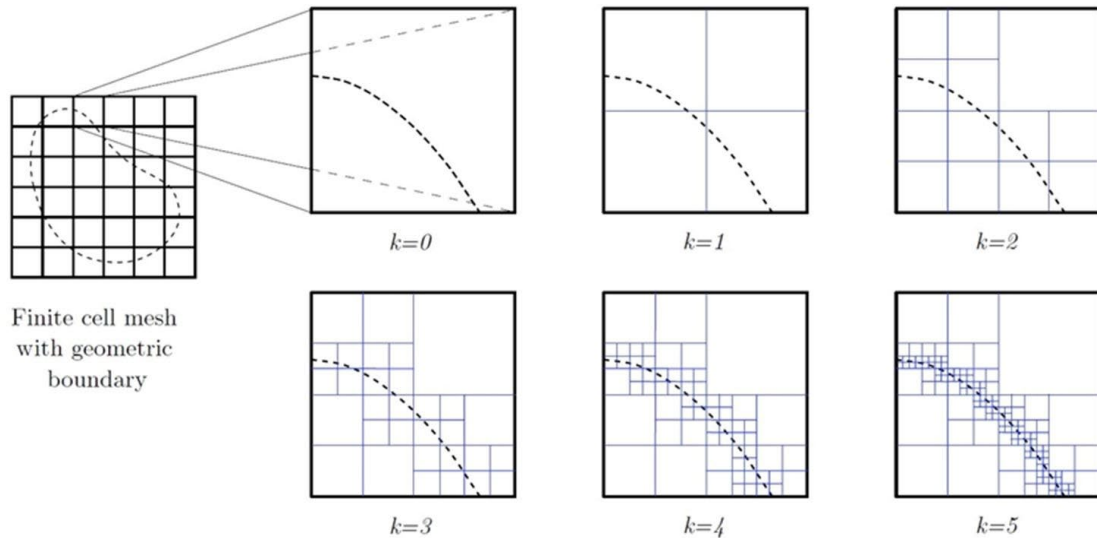 k=0
k=1
k=2
Finite cell mesh
with geometric
boundary
k=3
k=4
k=5